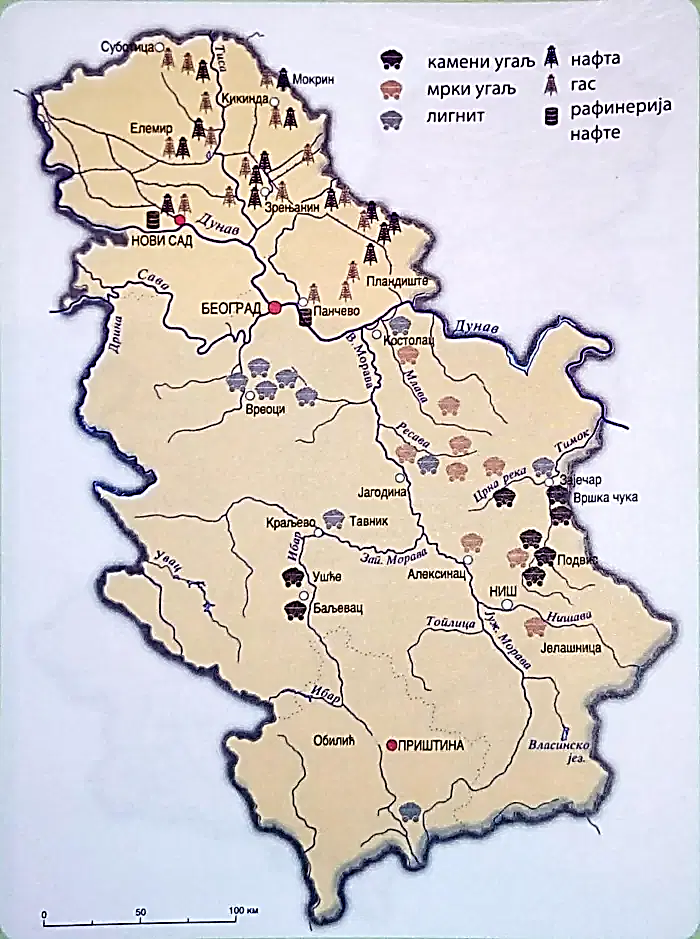 камени угаљ
мрки угаљ
лигнит
нафта
гас
рафинерија
нафте
Суботица
Тиса
Мокрин
Кикинда
Елемир
Зрењанин
НОВИ САД
Дунав
Пландиште
Сава
БЕОГРАД
Панчево
Дрина
Дунав
Костолац
В. Морава
Млава
Вреоци
Ресава
Тимок
Зајечар
Јагодина
Црна река
Вршка чука
Краљево
Тавник
Ибар
Зај. Морава
Увац
Подвис
Алексинац
Ушће
НИШ
Баљевац
Нишава
Тојлица
Јуж. Морава
Јелашница
Ибар
Обилић
ПРИШТИНА
Власинско
јез.
0 50 100 км